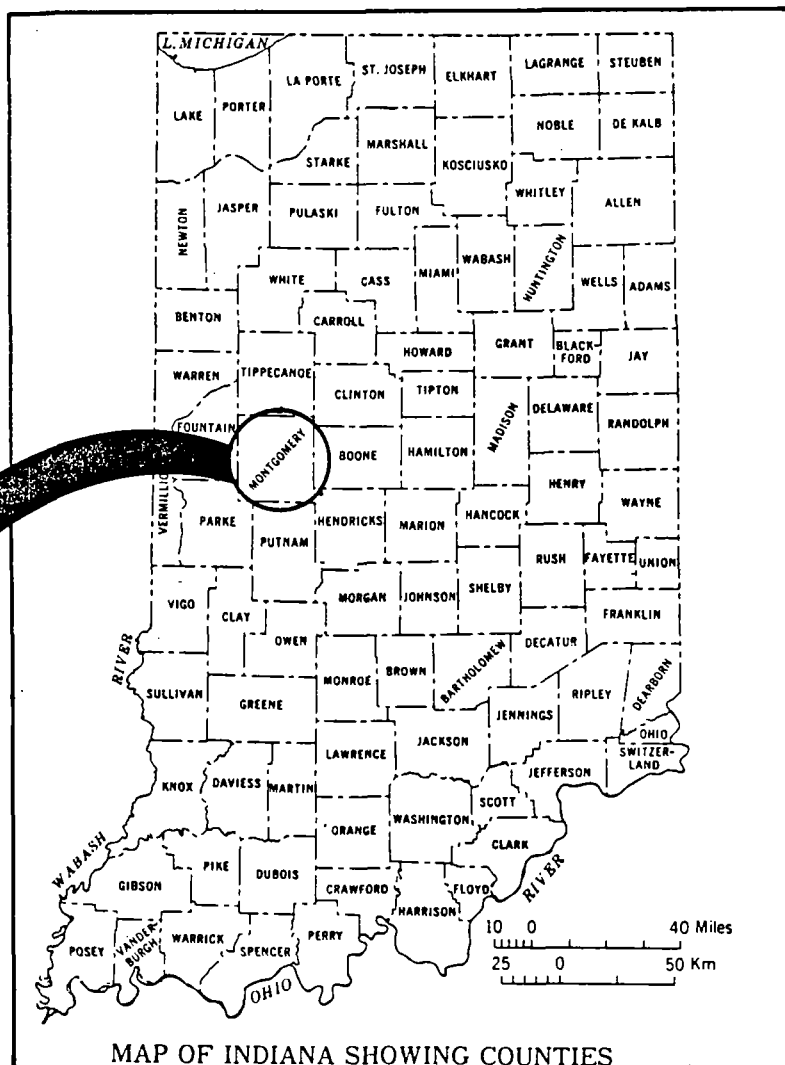 L. MICHIGAN
LAKE
PORTER
LA PORTE
ST. JOSEPH
ELKHART
LAGRANGE
STEUBEN
NOBLE
DE KALB
STARKE
MARSHALL
KOSCIUSKO
WHITLEY
ALLEN
NEWTON
JASPER
PULASKI
FULTON
WHITE
CASS
MIAMI
WABASH
HUNTINGTON
WELLS
ADAMS
BENTON
CARROLL
HOWARD
GRANT
BLACK
FORD
JAY
WARREN
TIPPECANOE
CLINTON
TIPTON
MADISON
DELAWARE
RANDOLPH
FOUNTAIN
MONTGOMERY
BOONE
HAMILTON
HENRY
WAYNE
VERMILLIO
PARKE
PUTNAM
HENDRICKS
MARION
HANCOCK
RUSH
FAYETTE
UNION
VIGO
CLAY
OWEN
MORGAN
JOHNSON
SHELBY
DECATUR
FRANKLIN
RIVER
SULLIVAN
GREENE
MONROE
BROWN
BARTHOLOMEW
JENNINGS
RIPLEY
DEARBORN
OHIO
SWITZER-
LAND
KNOX
DAVIESS
MARTIN
LAWRENCE
JACKSON
JEFFERSON
SCOTT
WASHINGTON
ORANGE
CLARK
WABASH
GIBSON
PIKE
DUBOIS
CRAWFORD
HARRISON
FLOYD
RIVER
POSEY
VANDER-
BURGH
WARRICK
SPENCER
PERRY
OHIO
10 0 40 Miles
25 0 50 Km
MAP OF INDIANA SHOWING COUNTIES